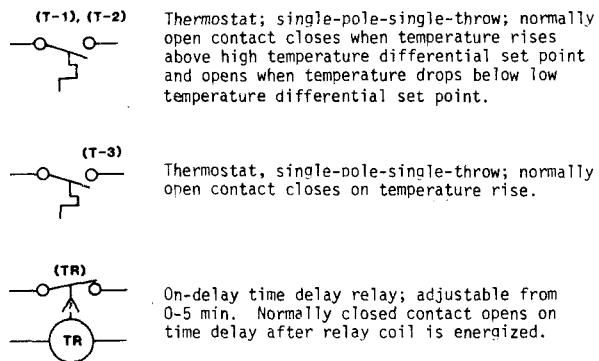 (T-1), (T-2)
Thermostat; single-pole-single-throw; normally
open contact closes when temperature rises
above high temperature differential set point
and opens when temperature drops below low
temperature differential set point.
(T-3)
Thermostat, single-pole-single-throw; normally
open contact closes on temperature rise.
(TR)
On-delay time delay relay; adjustable from
0-5 min. Normally closed contact opens on
time delay after relay coil is energized.
TR